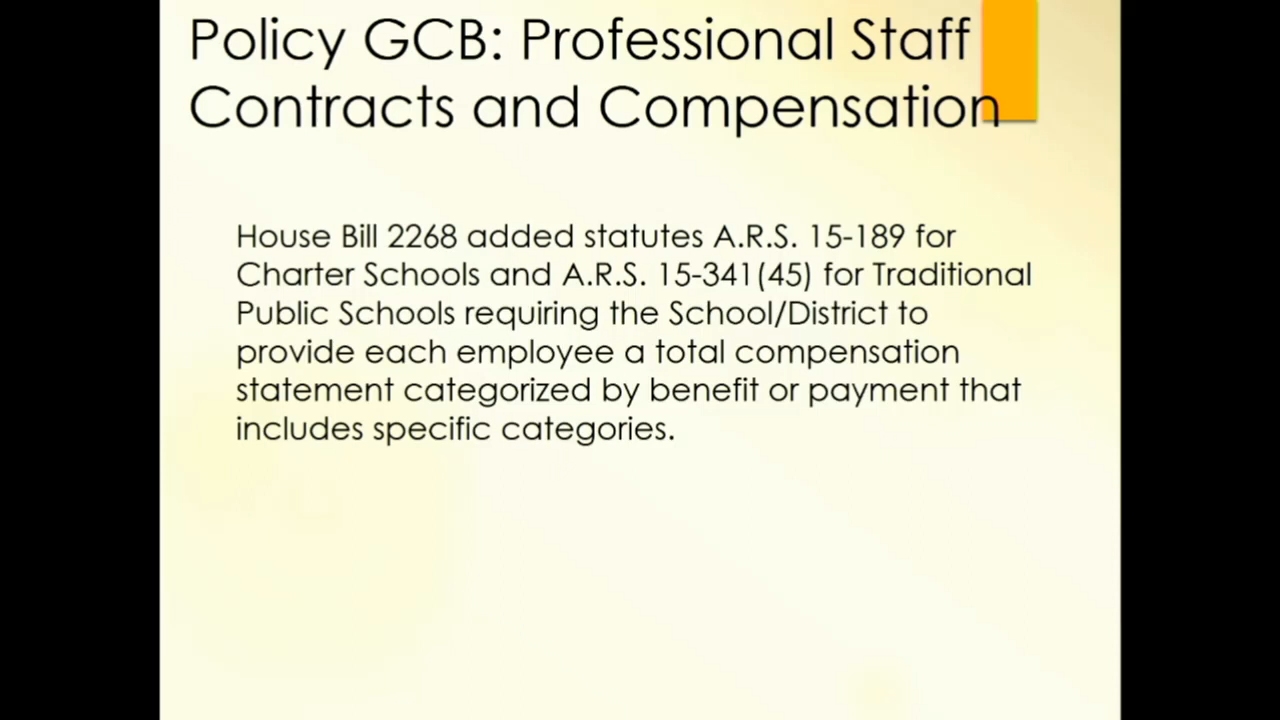 Policy GCB: Professional Staff
Contracts and Compensation
House Bill 2268 added statutes A.R.S. 15-189 for
Charter Schools and A.R.S. 15-341(45) for Traditional
Public Schools requiring the School/District to
provide each employee a total compensation
statement categorized by benefit or payment that
includes specific categories.